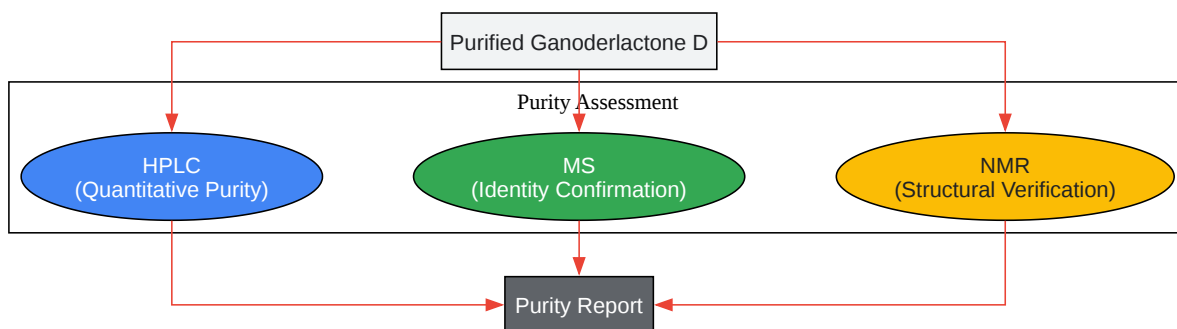 Purified Ganoderlactone D
Purity Assessment
HPLC
(Quantitative Purity)
MS
(Identity Confirmation)
NMR
(Structural Verification)
Purity Report